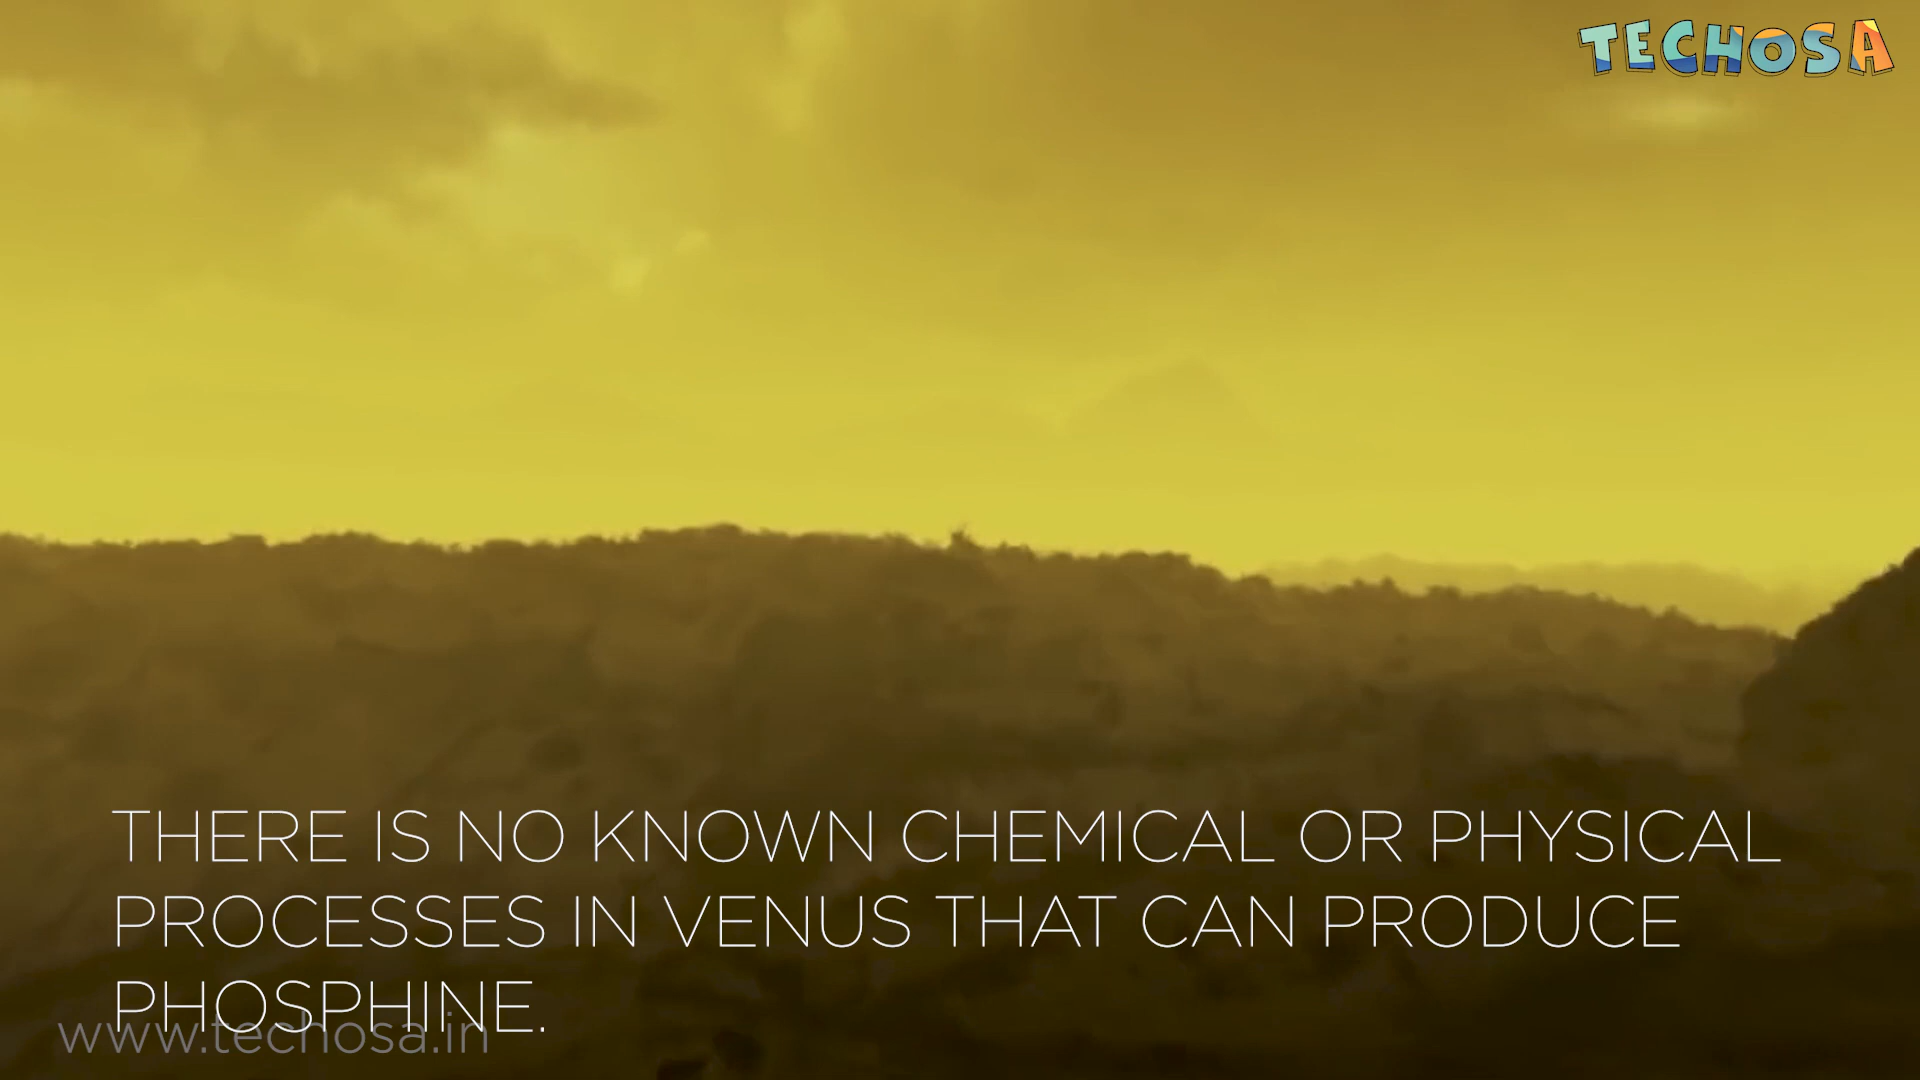 TECHOSA
THERE IS NO KNOWN CHEMICAL OR PHYSICAL
PROCESSES IN VENUS THAT CAN PRODUCE
PHOSPHINE.
www.techosa.in